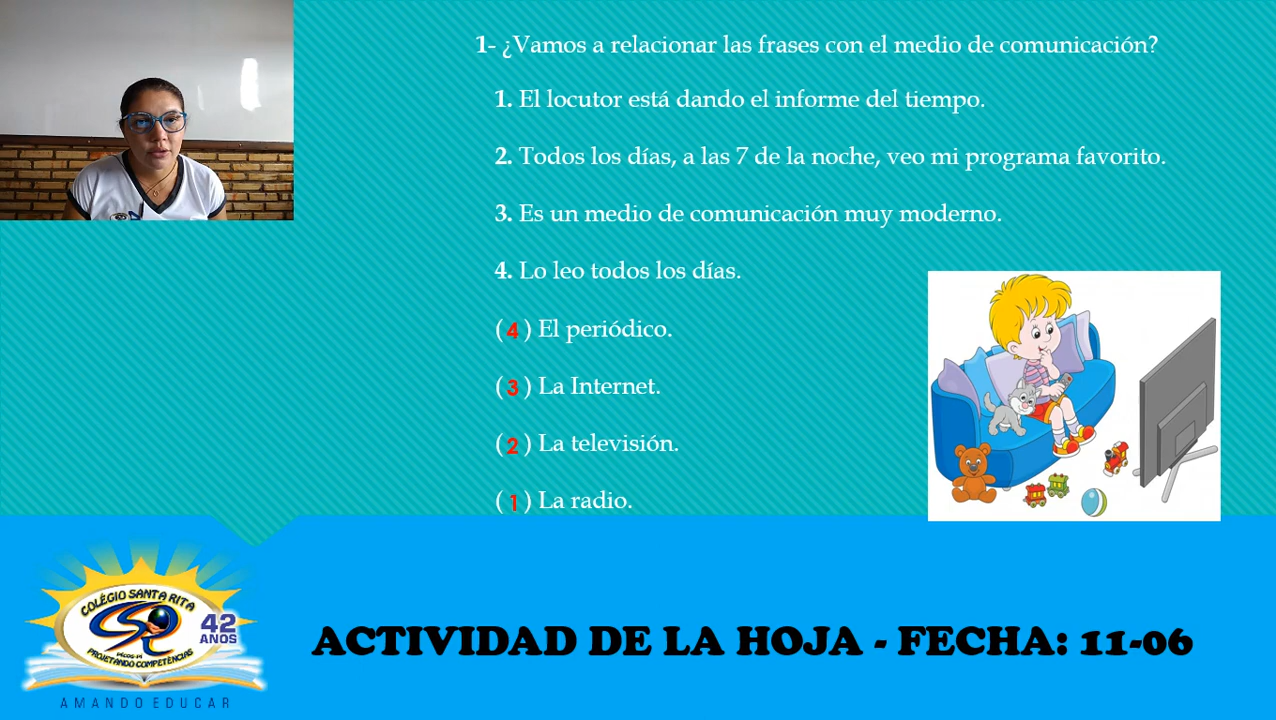 1- ¿Vamos a relacionar las frases con el medio de comunicación?
1. El locutor está dando el informe del tiempo.
2. Todos los días, a las 7 de la noche, veo mi programa favorito.
3. Es un medio de comunicación muy moderno.
4. Lo leo todos los días.
( 4 ) El periódico.
( 3 ) La Internet.
( 2 ) La televisión.
( 1 ) La radio.
COLÉGIO SANTA RITA
42
ANOS
PICOS-PI
PROJETANDO COMPETÊNCIAS
AMANDO EDUCAR
ACTIVIDAD DE LA HOJA - FECHA: 11-06